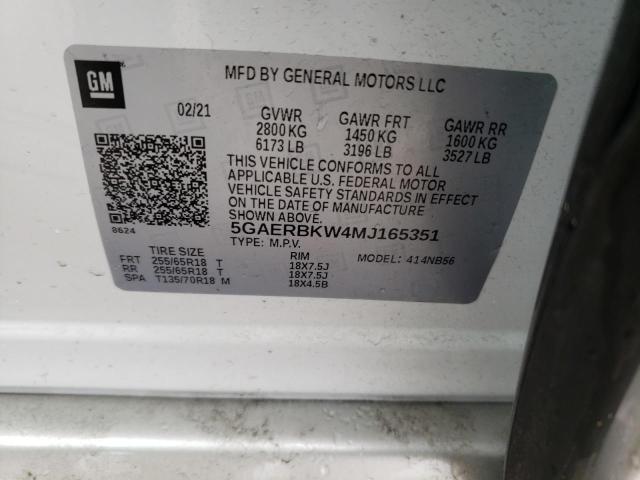 GM
MFD BY GENERAL MOTORS LLC
02/21 GVWR GAWR FRT GAWR RR
2800 KG 1450 KG 1600 KG
6173 LB 3196 LB 3527 LB
THIS VEHICLE CONFORMS TO ALL
APPLICABLE U.S. FEDERAL MOTOR
VEHICLE SAFETY STANDARDS IN EFFECT
ON THE DATE OF MANUFACTURE
SHOWN ABOVE.
8624 5GAERBKW4MJ165351
TYPE: M.P.V. MODEL: 414NB56
TIRE SIZE RIM
FRT 255/65R18 T 18X7.5J
RR 255/65R18 T 18X7.5J
SPA T135/70R18 M 18X4.5B